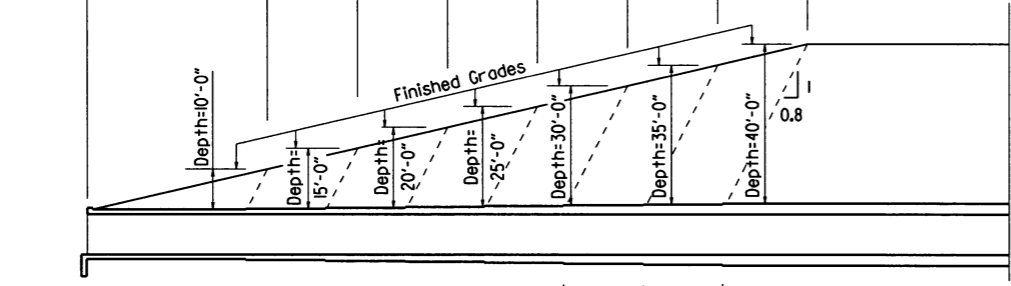 Finished Grades
Depth=10'-0"
Depth=
15'-0"
Depth=
20'-0"
Depth=
25'-0"
Depth=30'-0"
Depth=35'-0"
Depth=40'-0"
1
0.8